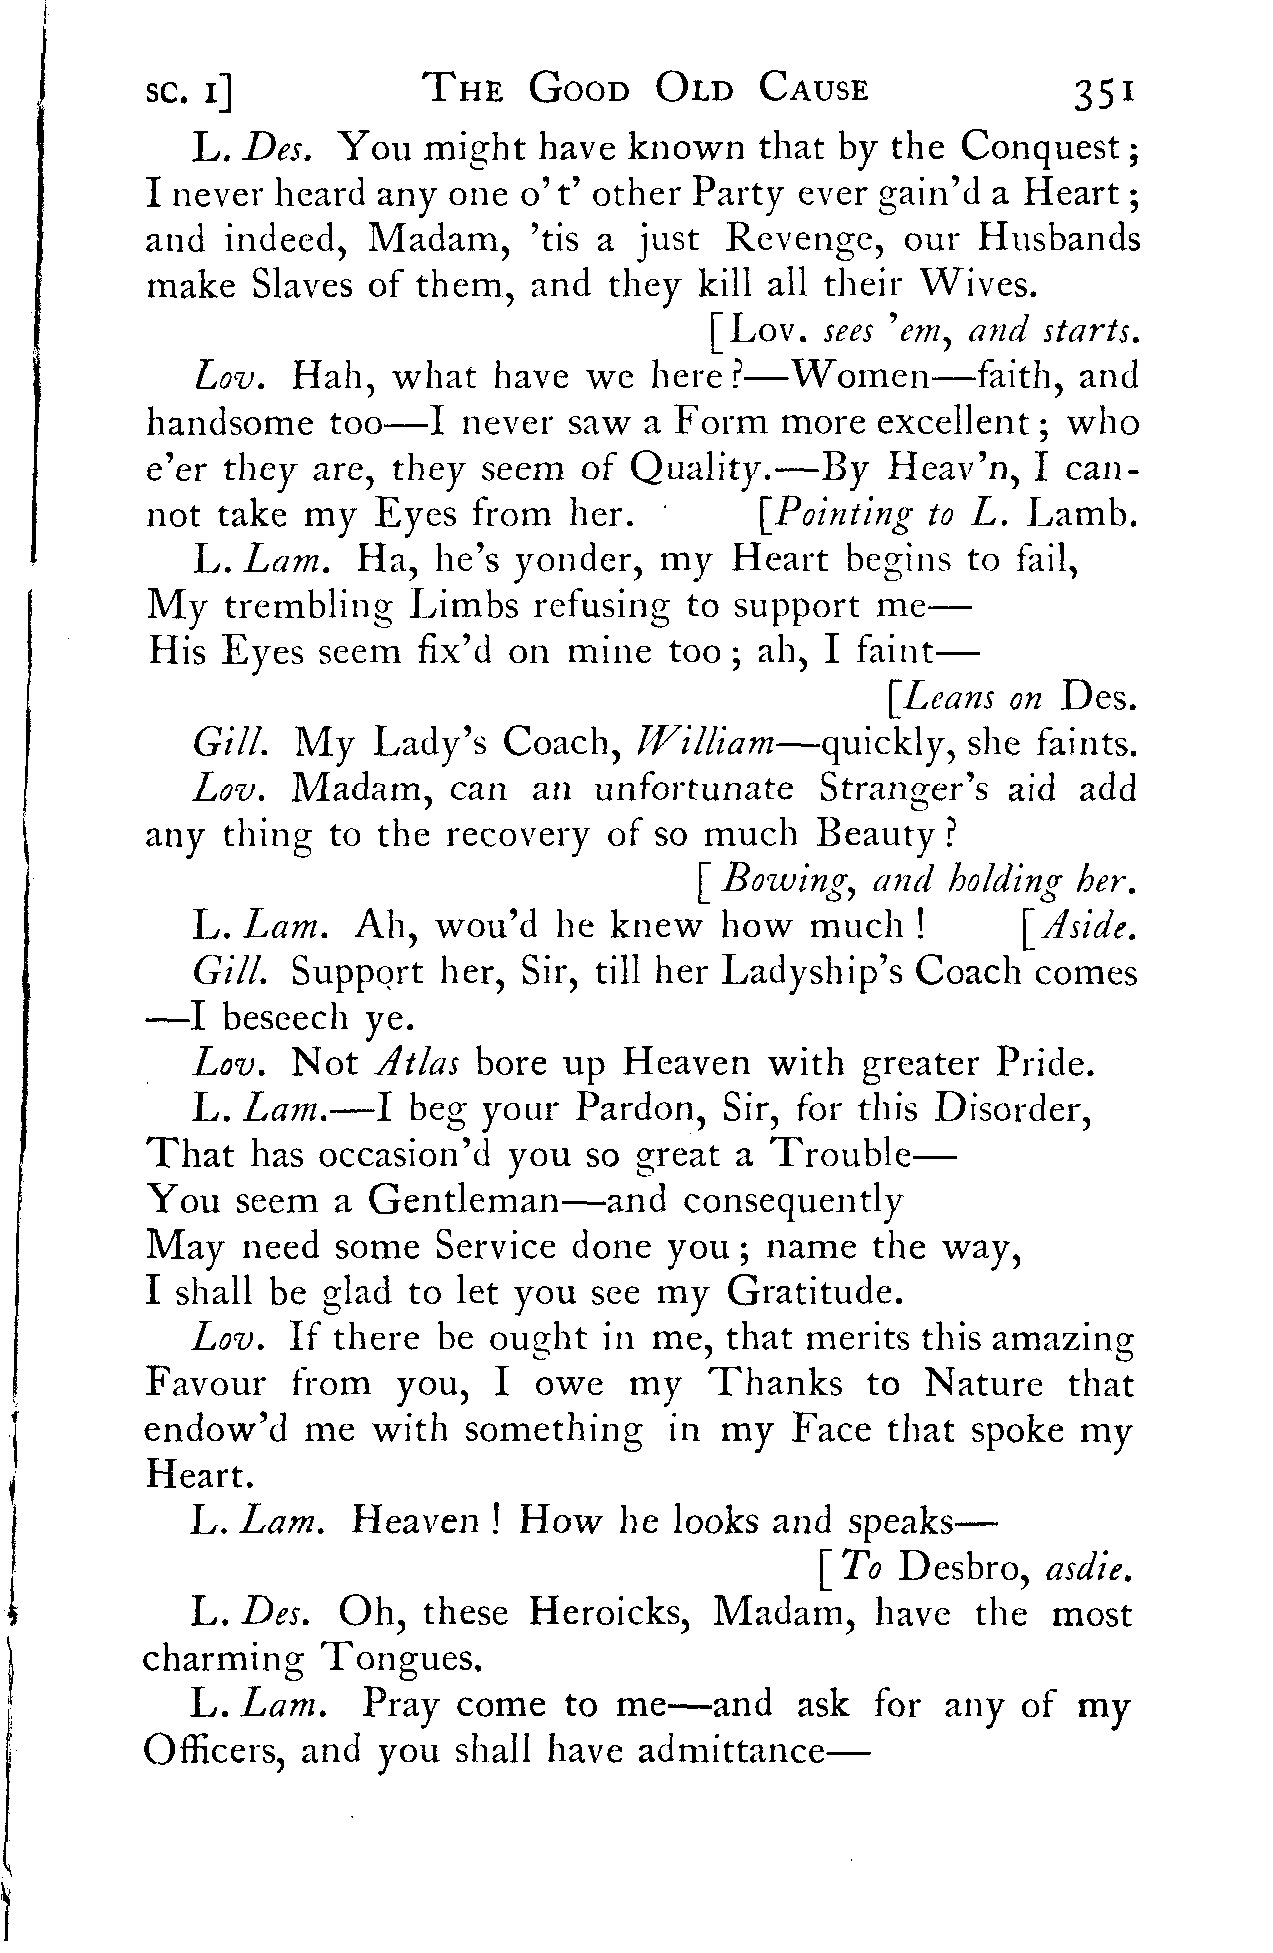 SC. I] THE GOOD OLD CAUSE 351
L. Des. You might have known that by the Conquest;
I never heard any one o' t' other Party ever gain'd a Heart;
and indeed, Madam, 'tis a just Revenge, our Husbands
make Slaves of them, and they kill all their Wives.
[Lov. sees 'em, and starts.
Lov. Hah, what have we here?—Women—faith, and
handsome too—I never saw a Form more excellent; who
e'er they are, they seem of Quality.—By Heav'n, I can-
not take my Eyes from her. [Pointing to L. Lamb.
L. Lam. Ha, he's yonder, my Heart begins to fail,
My trembling Limbs refusing to support me—
His Eyes seem fix'd on mine too; ah, I faint—
[Leans on Des.
Gill. My Lady's Coach, William—quickly, she faints.
Lov. Madam, can an unfortunate Stranger's aid add
any thing to the recovery of so much Beauty?
[Bowing, and holding her.
L. Lam. Ah, wou'd he knew how much! [Aside.
Gill. Support her, Sir, till her Ladyship's Coach comes
—I beseech ye.
Lov. Not Atlas bore up Heaven with greater Pride.
L. Lam.—I beg your Pardon, Sir, for this Disorder,
That has occasion'd you so great a Trouble—
You seem a Gentleman—and consequently
May need some Service done you; name the way,
I shall be glad to let you see my Gratitude.
Lov. If there be ought in me, that merits this amazing
Favour from you, I owe my Thanks to Nature that
endow'd me with something in my Face that spoke my
Heart.
L. Lam. Heaven! How he looks and speaks—
[To Desbro, asdie.
L. Des. Oh, these Heroicks, Madam, have the most
charming Tongues.
L. Lam. Pray come to me—and ask for any of my
Officers, and you shall have admittance—